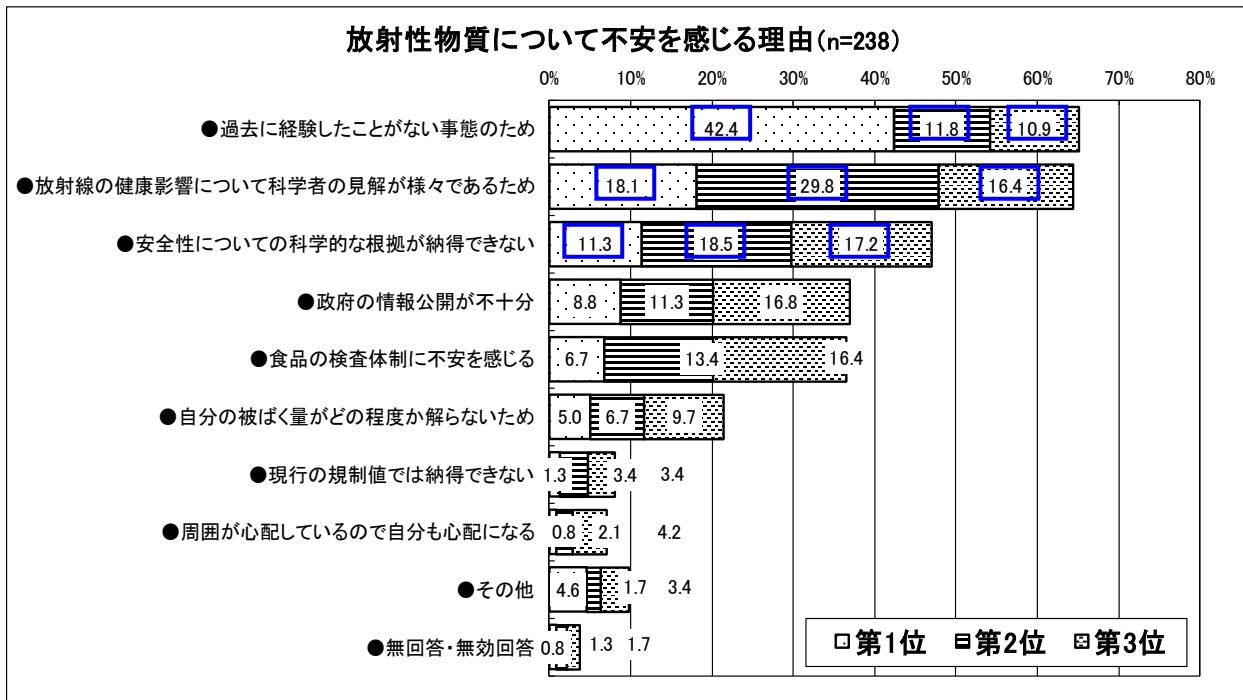 放射性物質について不安を感じる理由(n=238)
0% 10% 20% 30% 40% 50% 60% 70% 80%
●過去に経験したことがない事態のため 42.4 11.8 10.9
●放射線の健康影響について科学者の見解が様々であるため 18.1 29.8 16.4
●安全性についての科学的な根拠が納得できない 11.3 18.5 17.2
●政府の情報公開が不十分 8.8 11.3 16.8
●食品の検査体制に不安を感じる 6.7 13.4 16.4
●自分の被ばく量がどの程度か解らないため 5.0 6.7 9.7
●現行の規制値では納得できない 1.3 3.4 3.4
●周囲が心配しているので自分も心配になる 0.8 2.1 4.2
●その他 4.6 1.7 3.4
●無回答・無効回答 0.8 1.3 1.7
第1位 第2位 第3位